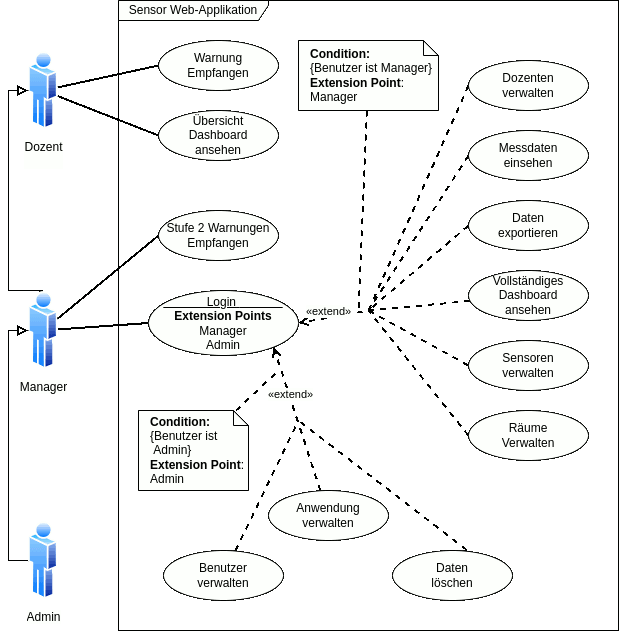 Sensor Web-Applikation
Warnung
Empfangen
Condition:
{Benutzer ist Manager}
Extension Point:
Manager
Dozenten
verwalten
Dozent
Übersicht
Dashboard
ansehen
Messdaten
einsehen
Stufe 2 Warnungen
Empfangen
Daten
exportieren
Login
Extension Points
Manager
Admin
«extend»
Vollständiges
Dashboard
ansehen
Manager
Sensoren
verwalten
«extend»
Condition:
{Benutzer ist
Admin}
Extension Point:
Admin
Räume
Verwalten
Anwendung
verwalten
Benutzer
verwalten
Daten
löschen
Admin